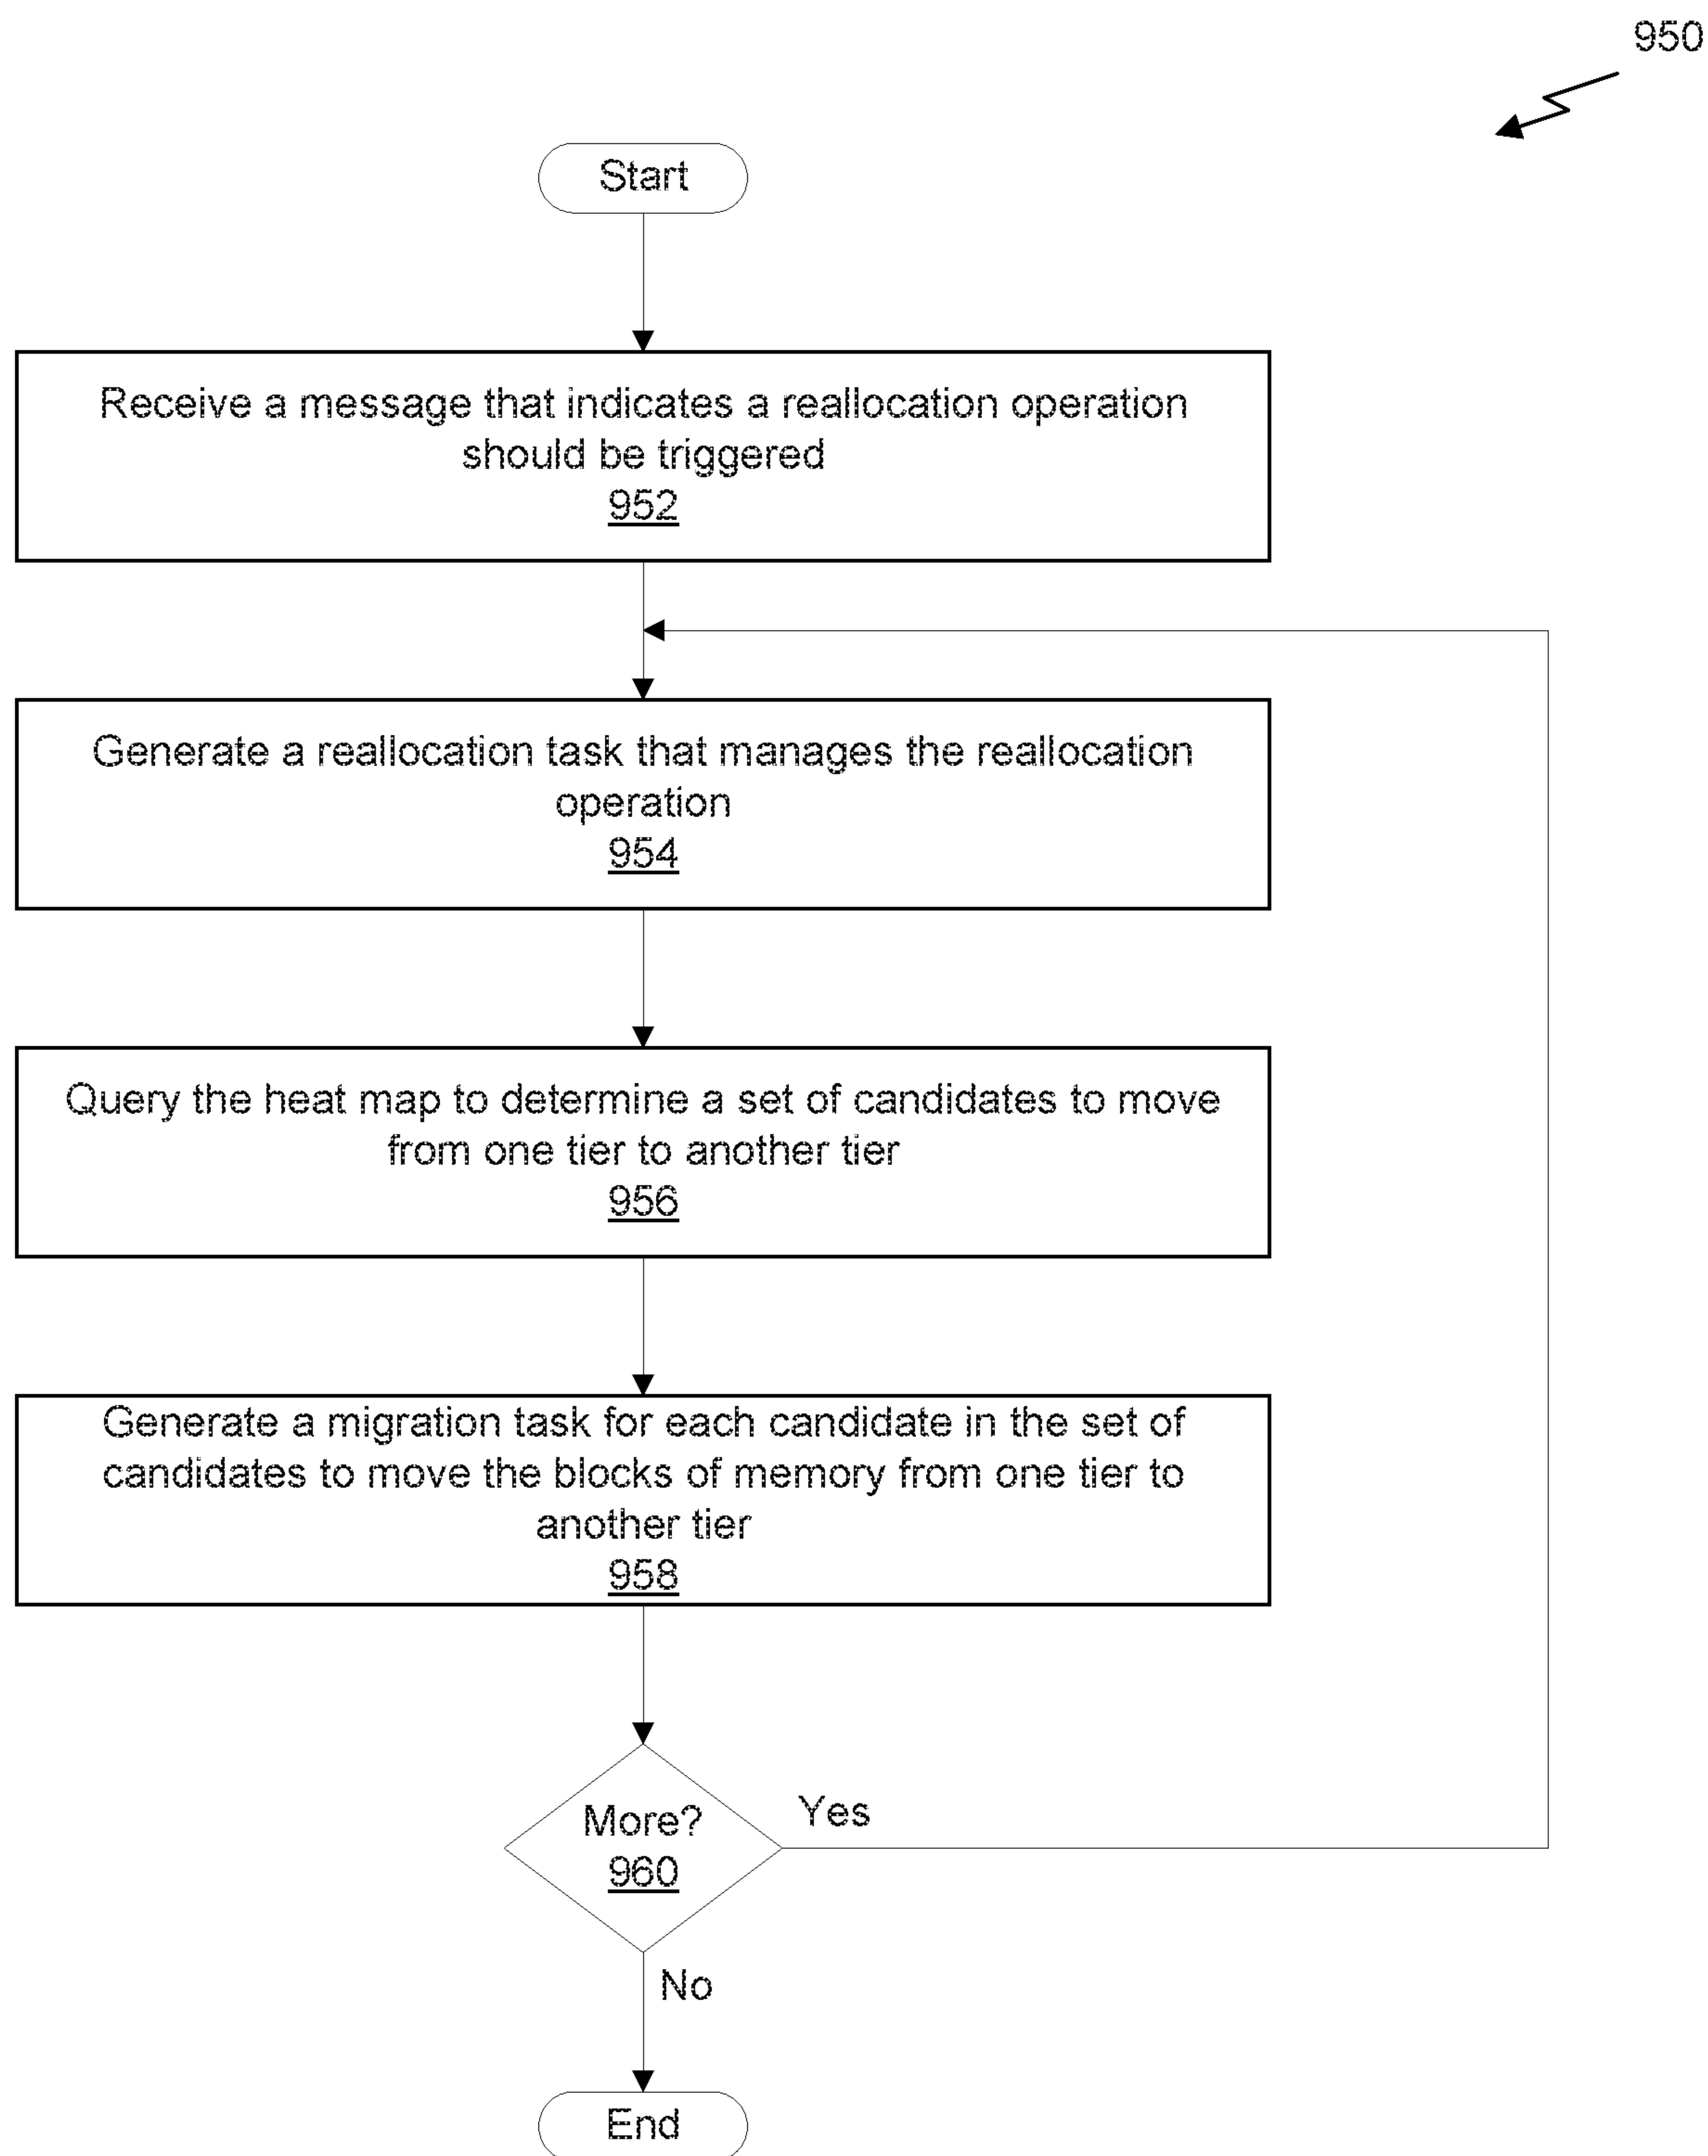 950
Start
Receive a message that indicates a reallocation operation
should be triggered
952
Generate a reallocation task that manages the reallocation
operation
954
Query the heat map to determine a set of candidates to move
from one tier to another tier
956
Generate a migration task for each candidate in the set of
candidates to move the blocks of memory from one tier to
another tier
958
More?
960
Yes
No
End